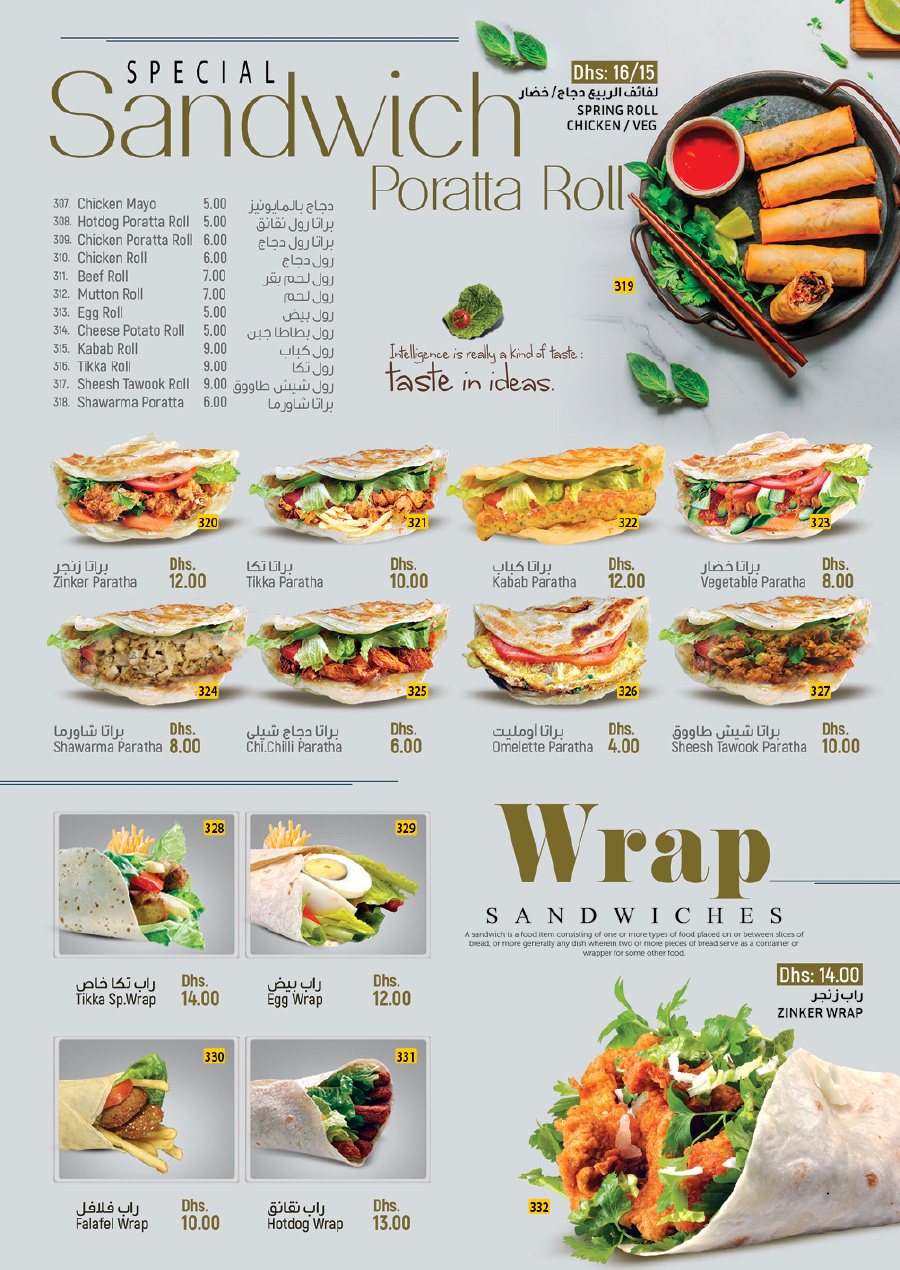 SPECIAL
Sandwich
Poratta Roll
Dhs: 16/15
لفائف الربيع دجاج/ خضار
SPRING ROLL
CHICKEN / VEG
319
307. Chicken Mayo 5.00 دجاج بالمايونيز
308. Hotdog Poratta Roll 5.00 براتا رول نقانق
309. Chicken Poratta Roll 6.00 براتا رول دجاج
310. Chicken Roll 6.00 رول دجاج
311. Beef Roll 7.00 رول لحم بقر
312. Mutton Roll 7.00 رول لحم
313. Egg Roll 5.00 رول بيض
314. Cheese Potato Roll 5.00 رول بطاطا جبن
315. Kabab Roll 9.00 رول كباب
316. Tikka Roll 9.00 رول تكا
317. Sheesh Tawook Roll 9.00 رول شيش طاووق
318. Shawarma Poratta 6.00 براتا شاورما
Intelligence is really a kind of taste :
taste in ideas.
320 321 322 323
براتا زنجر Dhs. براتا تكا Dhs. براتا كباب Dhs. براتا خضار Dhs.
Zinker Paratha 12.00 Tikka Paratha 10.00 Kabab Paratha 12.00 Vegetable Paratha 8.00
324 325 326 327
براتا شاورما Dhs. براتا دجاج شيلي Dhs. براتا أومليت Dhs. براتا شيش طاووق Dhs.
Shawarma Paratha 8.00 Chi.Chilli Paratha 6.00 Omelette Paratha 4.00 Sheesh Tawook Paratha 10.00
328 329
راب تكا خاص Dhs. راب بيض Dhs.
Tikka Sp.Wrap 14.00 Egg Wrap 12.00
330 331
راب فلافل Dhs. راب نقانق Dhs.
Falafel Wrap 10.00 Hotdog Wrap 13.00
Wrap
SANDWICHES
A sandwich is a food item consisting of one or more types of food placed on or between slices of
bread, or more generally any dish wherein two or more pieces of bread serve as a container or
wrapper for some other food.
Dhs: 14.00
راب زنجر
ZINKER WRAP
332